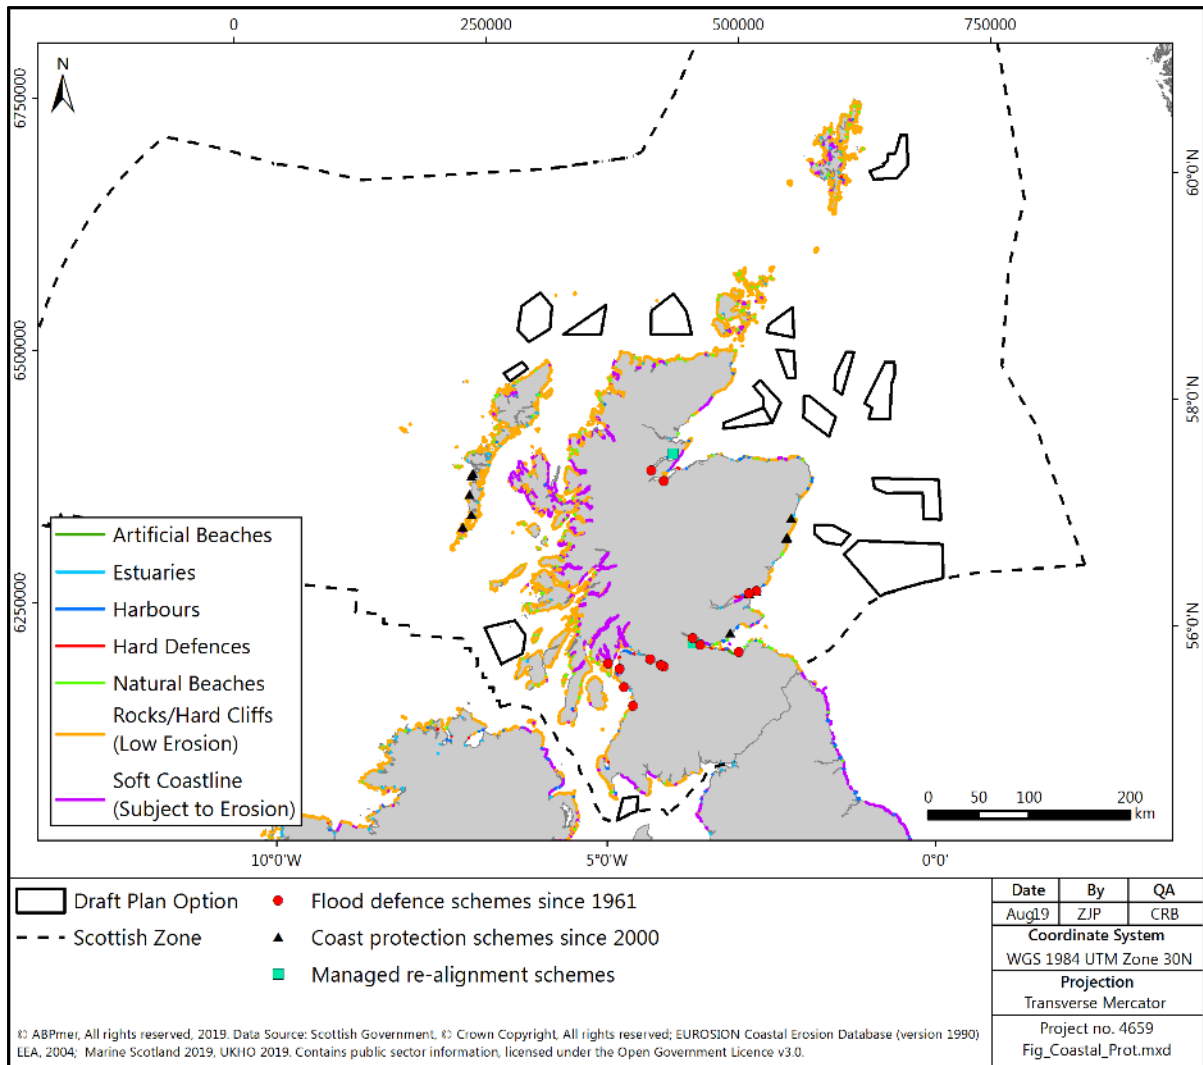 0 250000 500000 750000
N
6750000
6500000
6250000
60°0'N
58°0'N
56°0'N
Artificial Beaches
Estuaries
Harbours
Hard Defences
Natural Beaches
Rocks/Hard Cliffs
(Low Erosion)
Soft Coastline
(Subject to Erosion)
0 50 100 200
km
10°0'W 5°0'W 0°0'
Draft Plan Option
Scottish Zone
Flood defence schemes since 1961
Coast protection schemes since 2000
Managed re-alignment schemes
Date By QA
Aug19 ZJP CRB
Coordinate System
WGS 1984 UTM Zone 30N
Projection
Transverse Mercator
Project no. 4659
Fig_Coastal_Prot.mxd
© ABPmer, All rights reserved, 2019. Data Source: Scottish Government, © Crown Copyright, All rights reserved; EUROSION Coastal Erosion Database (version 1990)
EEA, 2004; Marine Scotland 2019, UKHO 2019. Contains public sector information, licensed under the Open Government Licence v3.0.